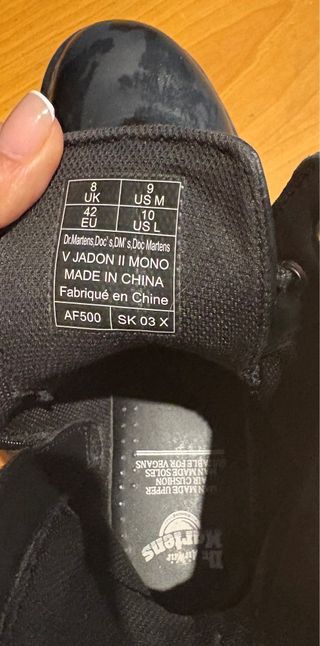 8 UK 9 US M
42 EU 10 US L
Dr.Martens,Doc's,DM's,Doc Martens
V JADON II MONO
MADE IN CHINA
Fabriqué en Chine
AF500 SK 03 X
SUITABLE FOR VEGANS
MAN MADE SOLES
AIR CUSHION
MAN MADE UPPER
Dr. Martens